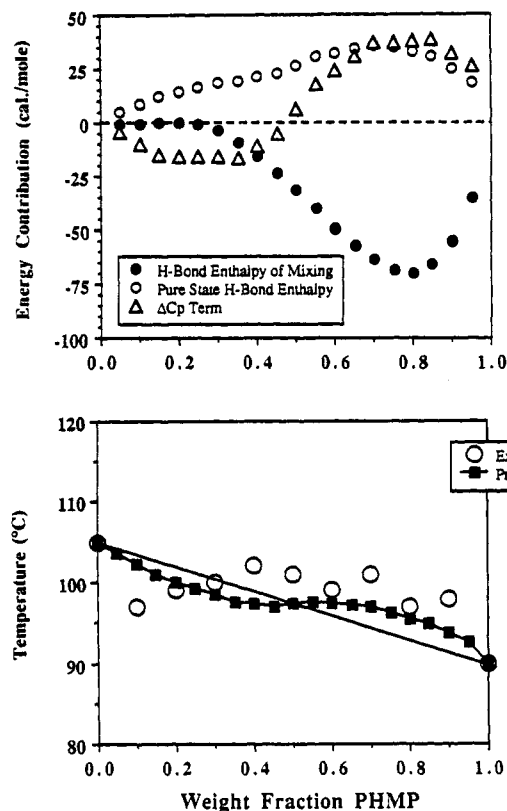 50
25
0
-25
-50
-75
-100
Energy Contribution (cal./mole)
H-Bond Enthalpy of Mixing
Pure State H-Bond Enthalpy
ΔCp Term
0.0 0.2 0.4 0.6 0.8 1.0
120
110
100
90
80
Temperature (°C)
0.0 0.2 0.4 0.6 0.8 1.0
Weight Fraction PHMP